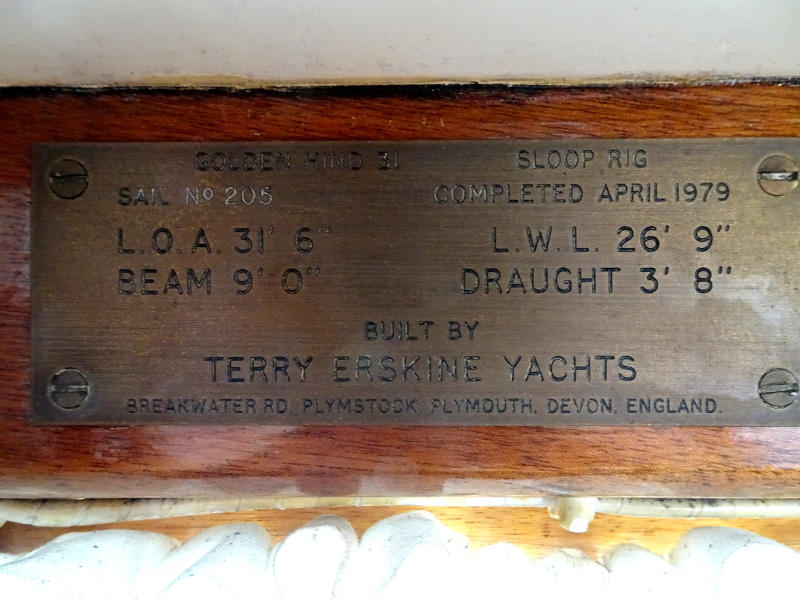 GOLDEN HIND 31 SLOOP RIG
SAIL Nº 205 COMPLETED APRIL 1979
L.O.A. 31' 6" L.W.L. 26' 9"
BEAM 9' 0" DRAUGHT 3' 8"
BUILT BY
TERRY ERSKINE YACHTS
BREAKWATER RD. PLYMSTOCK, PLYMOUTH, DEVON, ENGLAND.